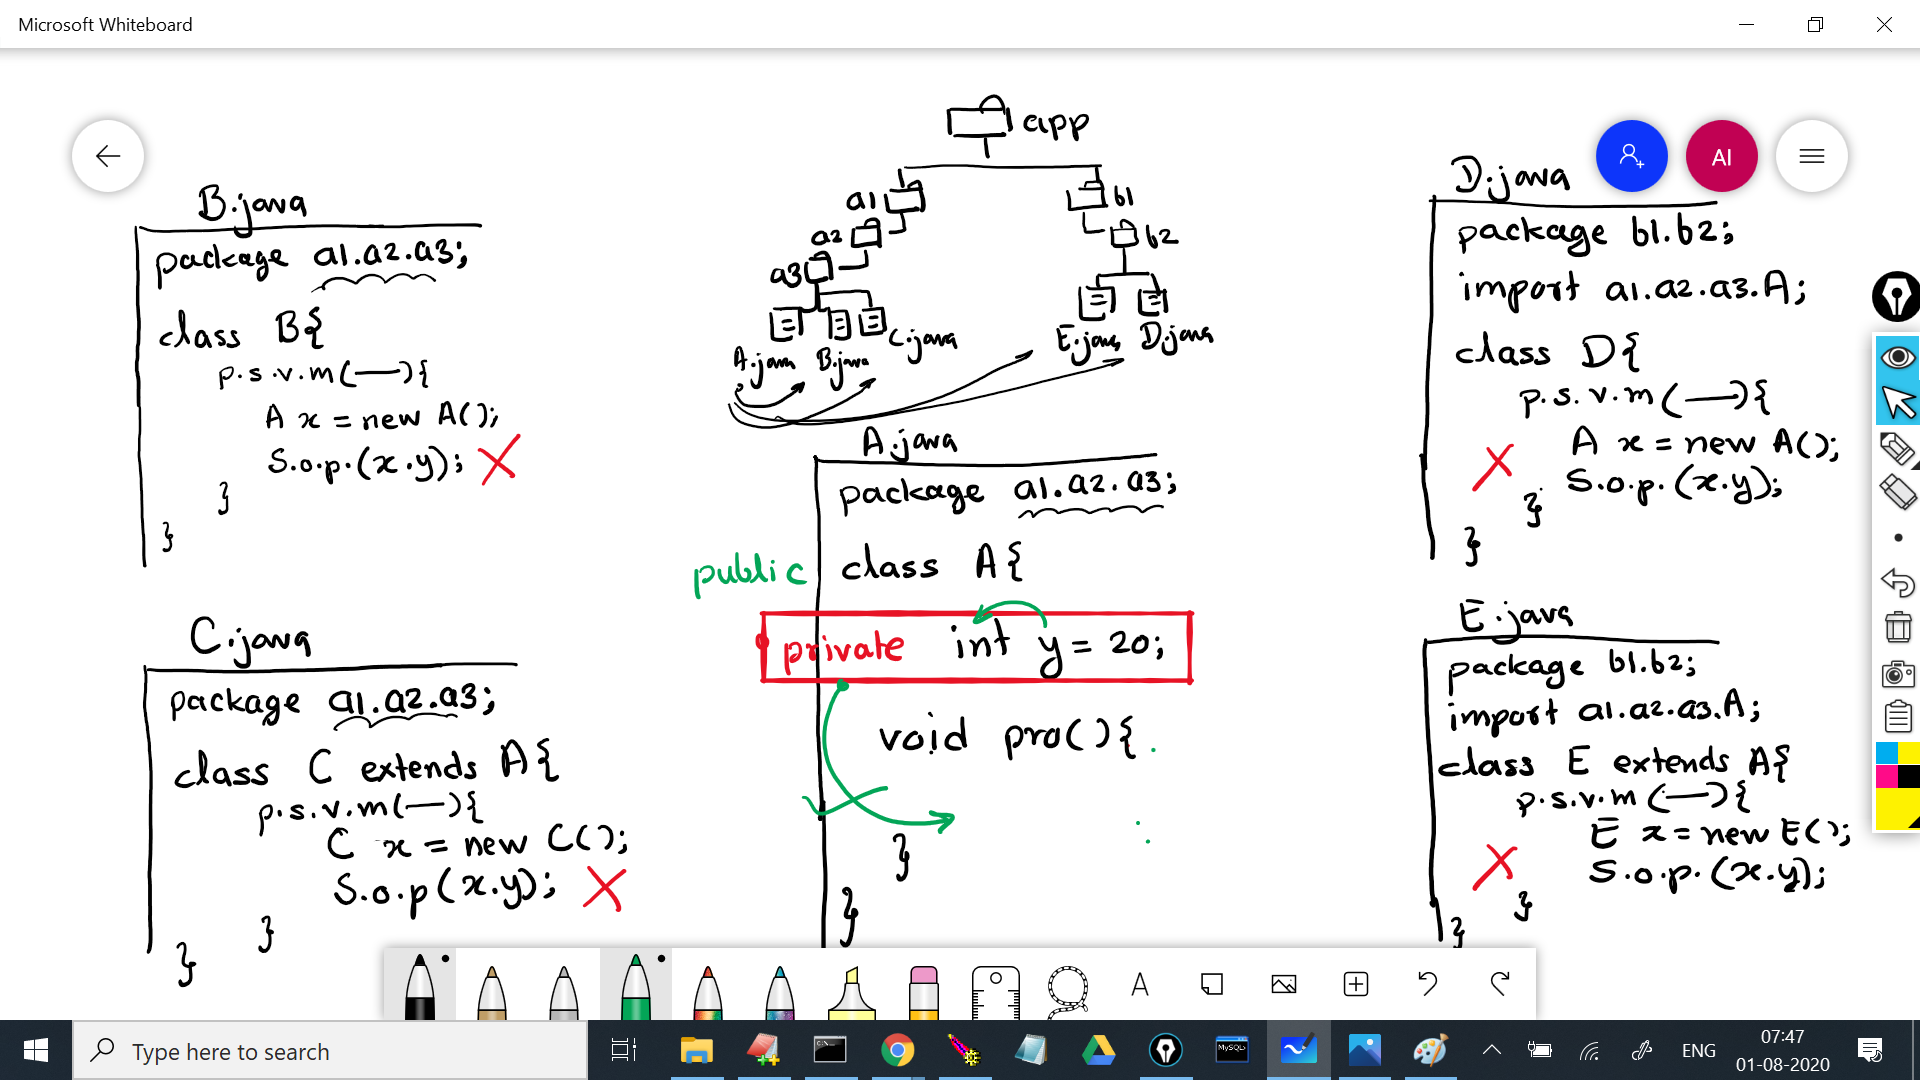 Microsoft Whiteboard
app
a1
b1
a2
b2
a3
A.java B.java C.java
E.java D.java
AI
B.java
package a1.a2.a3;
class B{
p.s.v.m(—){
A x = new A();
S.o.p.(x.y);
}
}
C.java
package a1.a2.a3;
class C extends A{
p.s.v.m(—){
C x = new C();
S.o.p(x.y);
}
}
A.java
package a1.a2.a3;
public class A{
private int y = 20;
void pro(){
}
}
D.java
package b1.b2;
import a1.a2.a3.A;
class D{
p.s.v.m(—){
A x = new A();
S.o.p.(x.y);
}
}
E.java
package b1.b2;
import a1.a2.a3.A;
class E extends A{
p.s.v.m(—){
E x = new E();
S.o.p.(x.y);
}
}
A
Type here to search
C:\
MySQL
ENG
07:47
01-08-2020